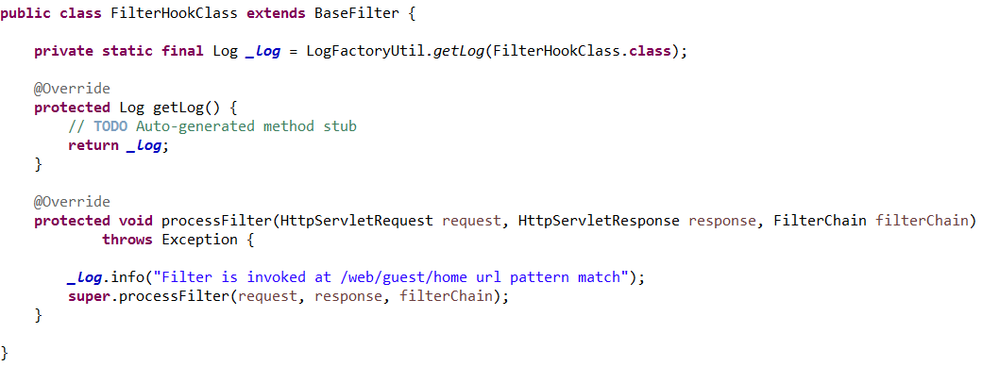 public class FilterHookClass extends BaseFilter {
private static final Log _log = LogFactoryUtil.getLog(FilterHookClass.class);
@Override
protected Log getLog() {
// TODO Auto-generated method stub
return _log;
}
@Override
protected void processFilter(HttpServletRequest request, HttpServletResponse response, FilterChain filterChain)
throws Exception {
_log.info("Filter is invoked at /web/guest/home url pattern match");
super.processFilter(request, response, filterChain);
}
}